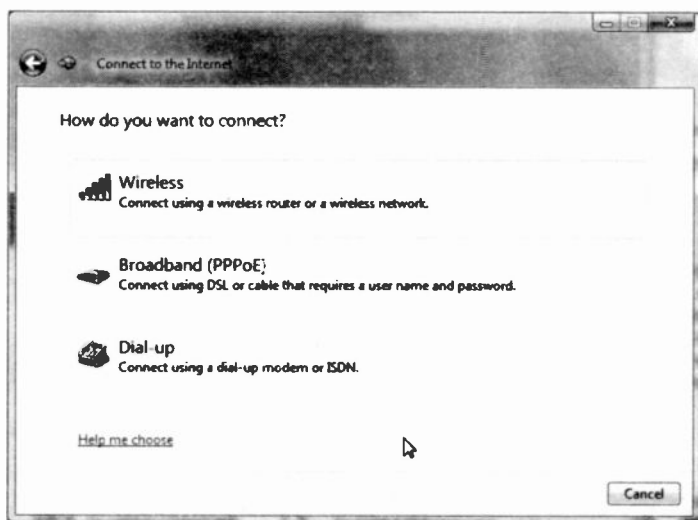 Connect to the Internet
How do you want to connect?
Wireless
Connect using a wireless router or a wireless network.
Broadband (PPPoE)
Connect using DSL or cable that requires a user name and password.
Dial-up
Connect using a dial-up modem or ISDN.
Help me choose
Cancel